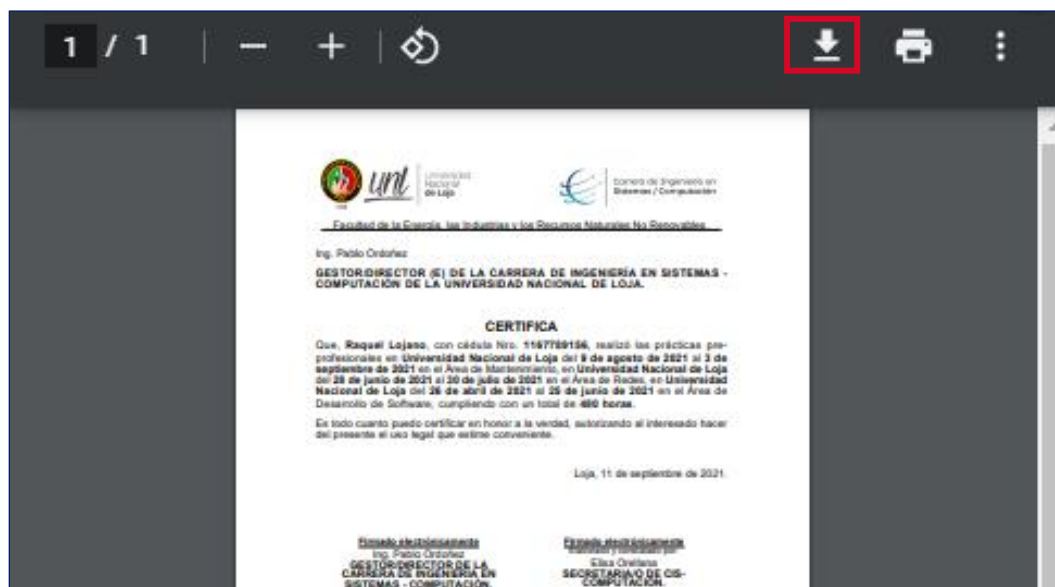 1 / 1
unl Universidad
Nacional
de Loja
Carrera de Ingeniería en
Sistemas / Computación
Facultad de la Energía, las Industrias y los Recursos Naturales No Renovables
Ing. Pablo Ordoñez
GESTOR/DIRECTOR (E) DE LA CARRERA DE INGENIERÍA EN SISTEMAS -
COMPUTACIÓN DE LA UNIVERSIDAD NACIONAL DE LOJA.
CERTIFICA
Que, Raquel Lojano, con cédula Nro. 1167789156, realizó las prácticas pre-
profesionales en Universidad Nacional de Loja del 9 de agosto de 2021 al 3 de
septiembre de 2021 en el Área de Mantenimiento, en Universidad Nacional de Loja
del 28 de junio de 2021 al 30 de julio de 2021 en el Área de Redes, en Universidad
Nacional de Loja del 26 de abril de 2021 al 25 de junio de 2021 en el Área de
Desarrollo de Software, cumpliendo con un total de 480 horas.
Es todo cuanto puedo certificar en honor a la verdad, autorizando al interesado hacer
del presente el uso legal que estime conveniente.
Loja, 11 de septiembre de 2021.
Firmado electrónicamente
Ing. Pablo Ordoñez
GESTOR/DIRECTOR DE LA
CARRERA DE INGENIERÍA EN
SISTEMAS - COMPUTACIÓN.
Firmado electrónicamente
Elaborado y constatado por
Elisa Orellana
SECRETARIA/O DE CIS-
COMPUTACIÓN.